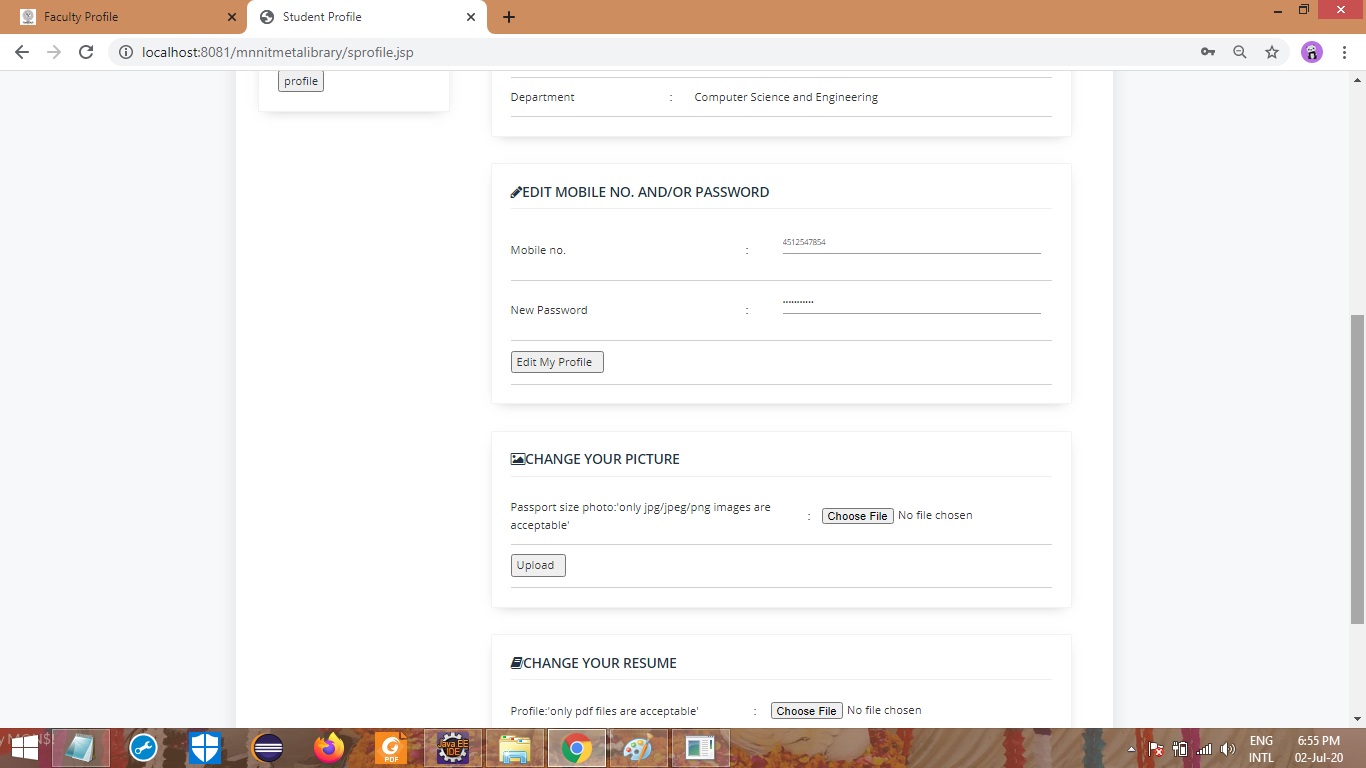 Faculty Profile
Student Profile
localhost:8081/mnnitmetalibrary/sprofile.jsp
profile
Department : Computer Science and Engineering
EDIT MOBILE NO. AND/OR PASSWORD
Mobile no. : 4512547854
New Password : ···········
Edit My Profile
CHANGE YOUR PICTURE
Passport size photo:'only jpg/jpeg/png images are
acceptable'
: Choose File No file chosen
Upload
CHANGE YOUR RESUME
Profile:'only pdf files are acceptable' : Choose File No file chosen
PDF
Java EE
IDE
ENG
INTL
6:55 PM
02-Jul-20